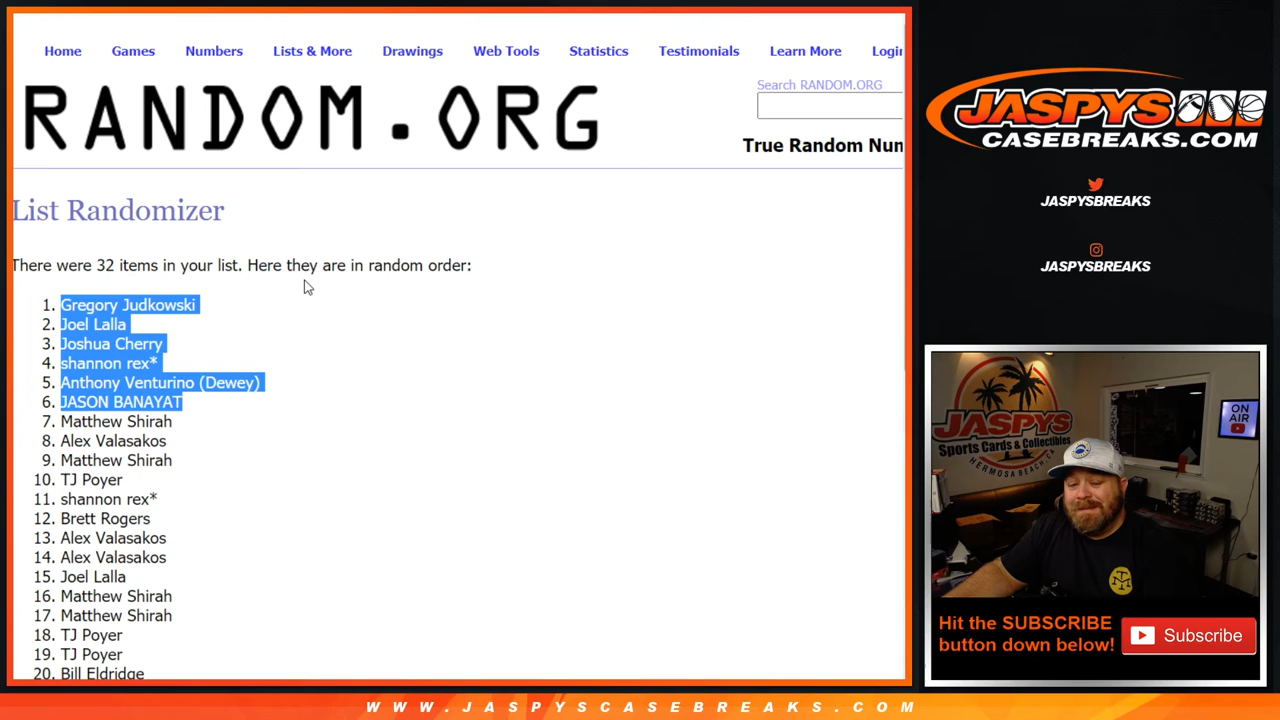 Home Games Numbers Lists & More Drawings Web Tools Statistics Testimonials Learn More Login
Search RANDOM.ORG
RANDOM.ORG
True Random Num
List Randomizer
There were 32 items in your list. Here they are in random order:
1. Gregory Judkowski
2. Joel Lalla
3. Joshua Cherry
4. shannon rex*
5. Anthony Venturino (Dewey)
6. JASON BANAYAT
7. Matthew Shirah
8. Alex Valasakos
9. Matthew Shirah
10. TJ Poyer
11. shannon rex*
12. Brett Rogers
13. Alex Valasakos
14. Alex Valasakos
15. Joel Lalla
16. Matthew Shirah
17. Matthew Shirah
18. TJ Poyer
19. TJ Poyer
20. Bill Eldridge
JASPYS
CASEBREAKS.COM
JASPYSBREAKS
JASPYSBREAKS
JASPYS
Sports Cards & Collectibles
HERMOSA BEACH, CA
ON
AIR
TM
Hit the SUBSCRIBE
button down below!
Subscribe
WWW.JASPYSCASEBREAKS.COM